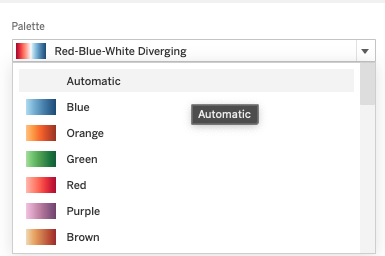 Palette
Red-Blue-White Diverging
Automatic
Blue
Automatic
Orange
Green
Red
Purple
Brown